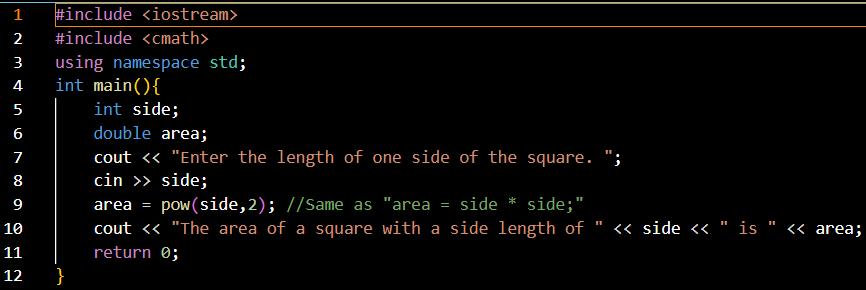 1 #include <iostream>
2 #include <cmath>
3 using namespace std;
4 int main(){
5     int side;
6     double area;
7     cout << "Enter the length of one side of the square. ";
8     cin >> side;
9     area = pow(side,2); //Same as "area = side * side;"
10     cout << "The area of a square with a side length of " << side << " is " << area;
11     return 0;
12 }